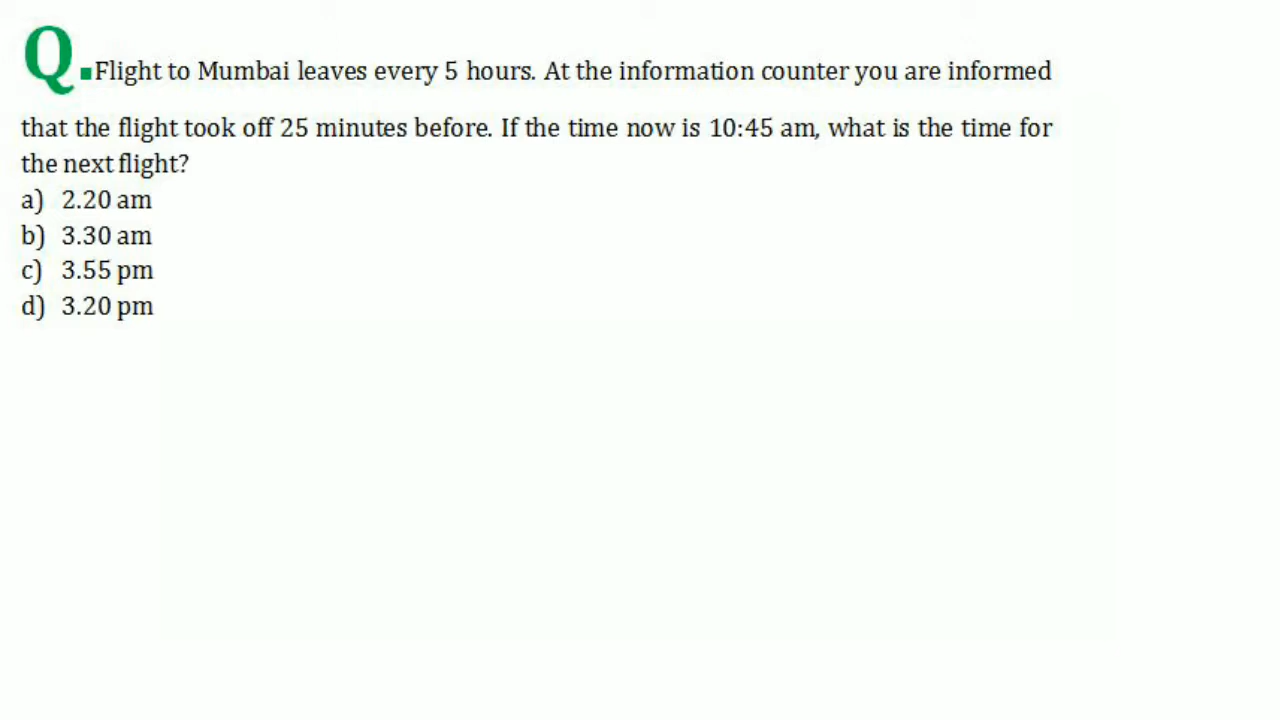 Q.Flight to Mumbai leaves every 5 hours. At the information counter you are informed
that the flight took off 25 minutes before. If the time now is 10:45 am, what is the time for
the next flight?
a) 2.20 am
b) 3.30 am
c) 3.55 pm
d) 3.20 pm